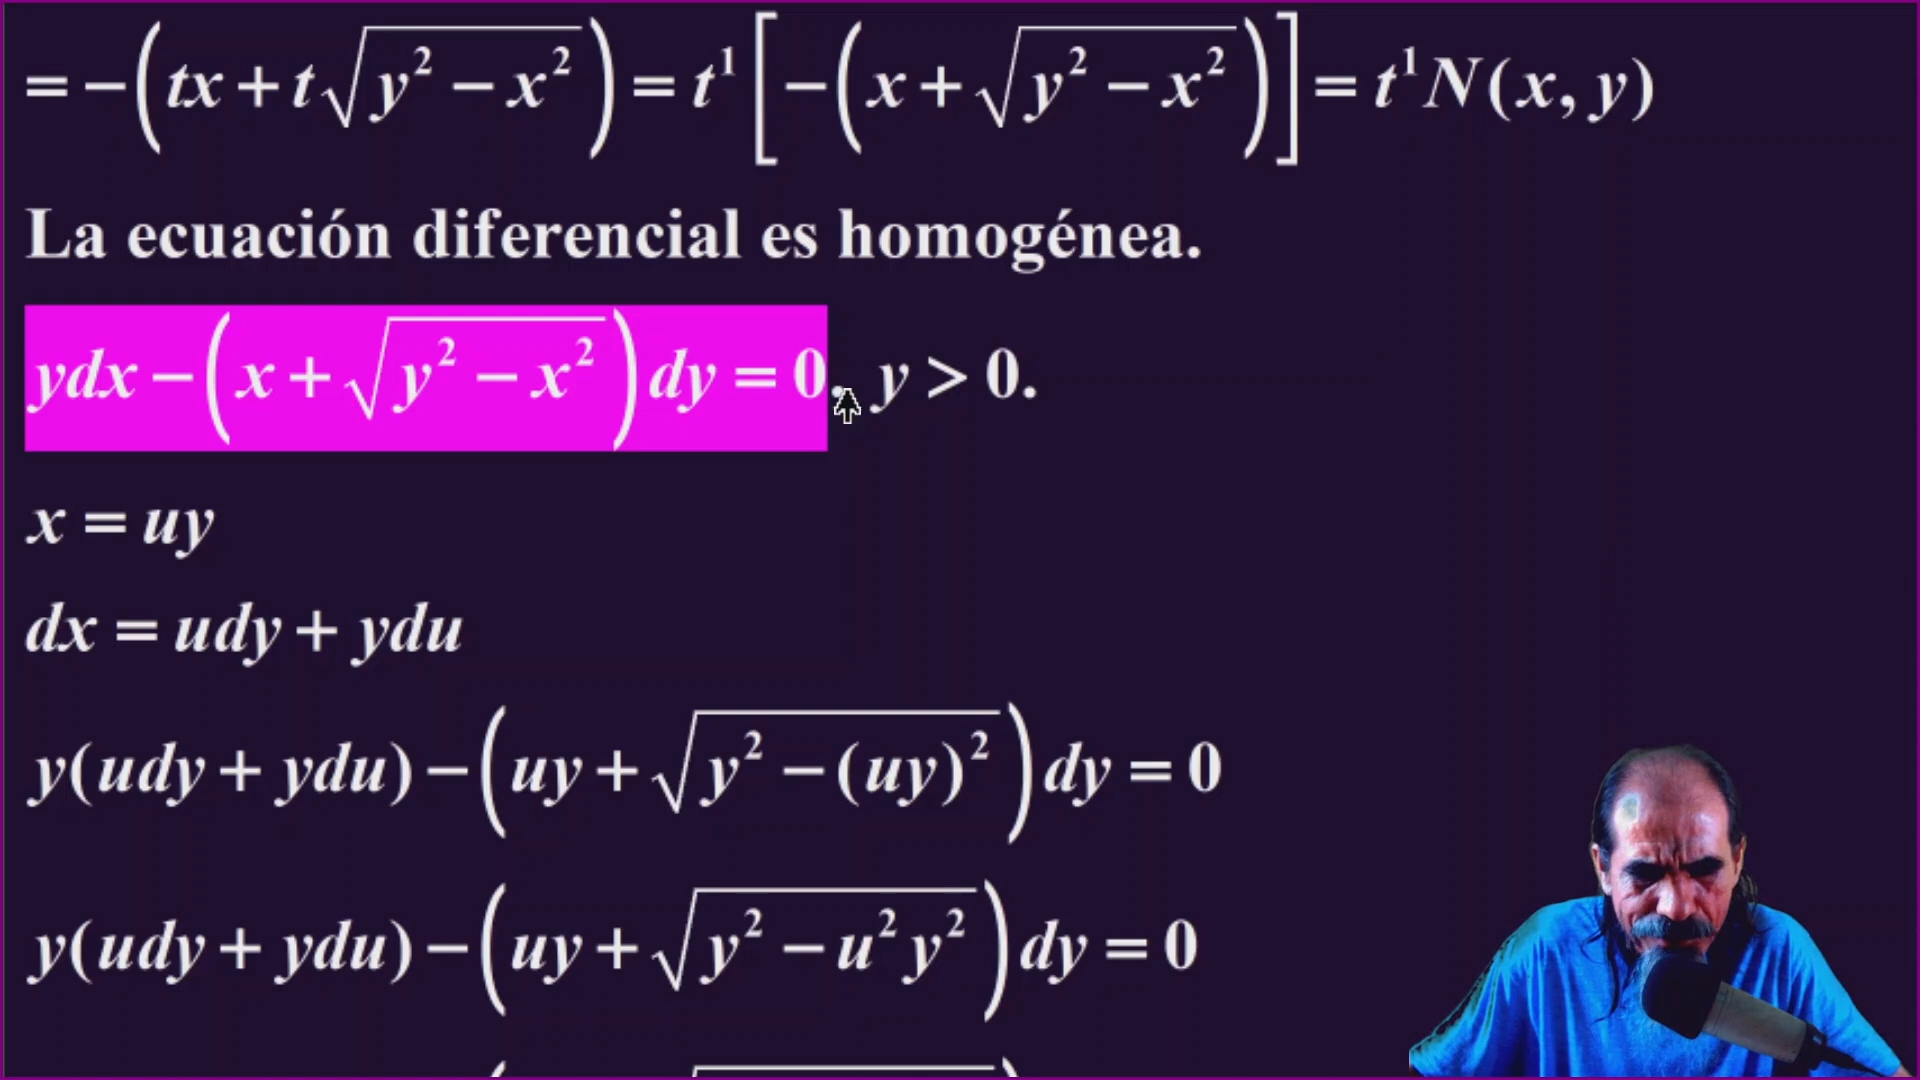 = −(tx + t√(y² − x²)) = t¹[−(x + √(y² − x²))] = t¹N(x, y)
La ecuación diferencial es homogénea.
ydx − (x + √(y² − x²))dy = 0. y > 0.
x = uy
dx = udy + ydu
y(udy + ydu) − (uy + √(y² − (uy)²))dy = 0
y(udy + ydu) − (uy + √(y² − u²y²))dy = 0